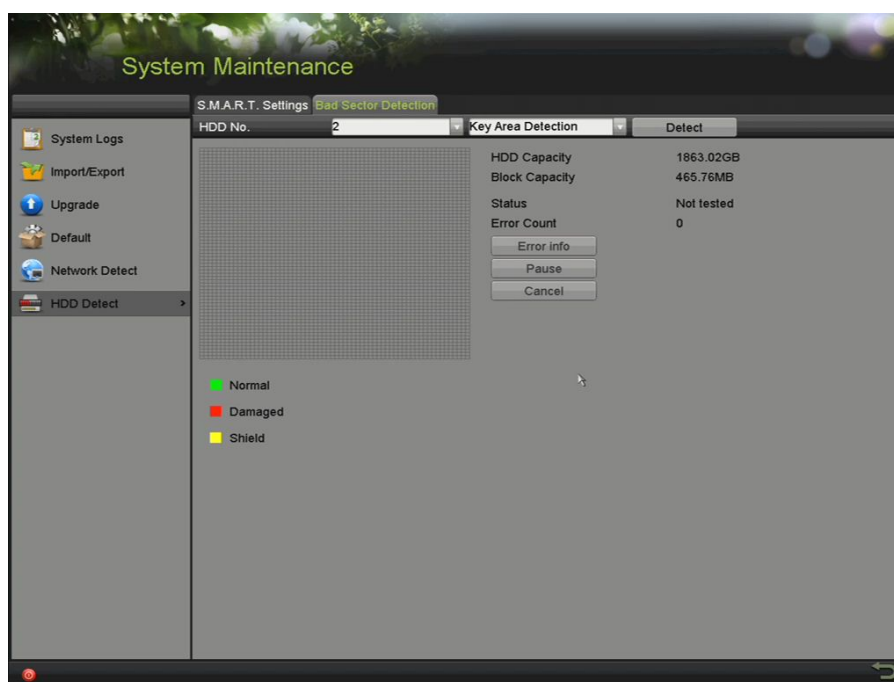 System Maintenance
S.M.A.R.T. Settings Bad Sector Detection
HDD No. 2 Key Area Detection Detect
System Logs
Import/Export
Upgrade
Default
Network Detect
HDD Detect
HDD Capacity 1863.02GB
Block Capacity 465.76MB
Status Not tested
Error Count 0
Error info
Pause
Cancel
Normal
Damaged
Shield